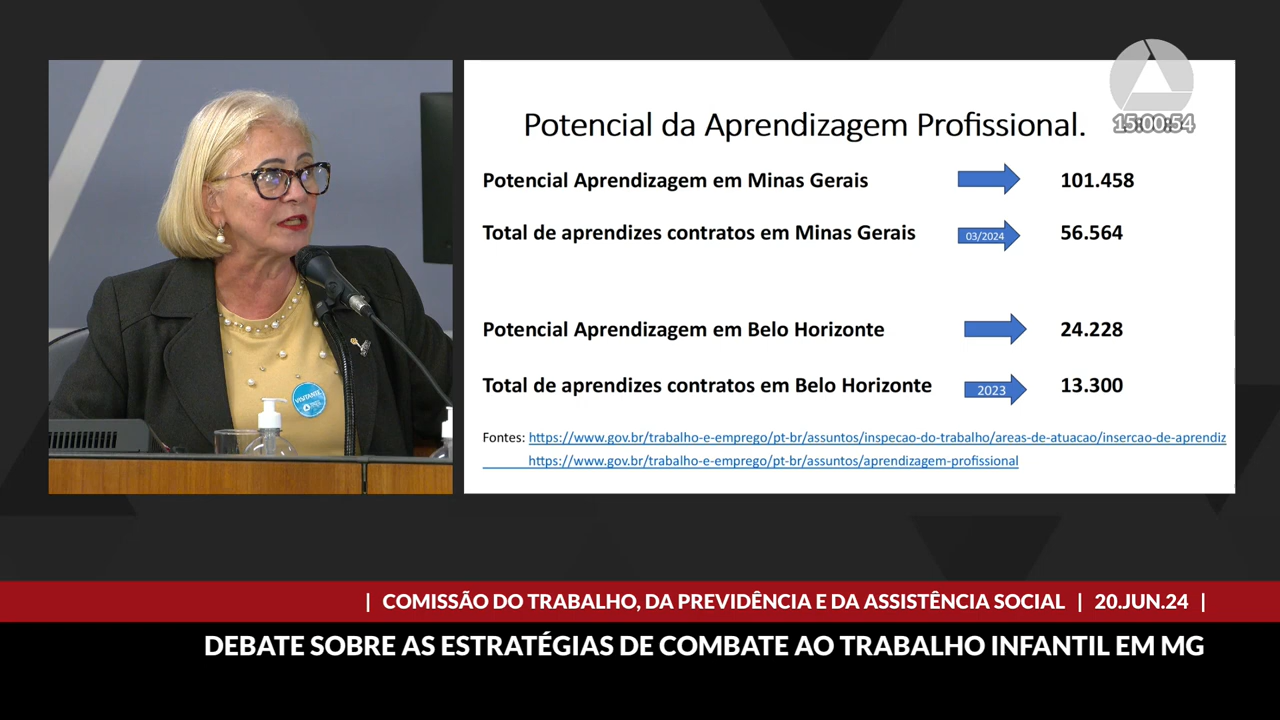 15:00:54
Potencial da Aprendizagem Profissional.
Potencial Aprendizagem em Minas Gerais 101.458
Total de aprendizes contratos em Minas Gerais 03/2024 56.564
Potencial Aprendizagem em Belo Horizonte 24.228
Total de aprendizes contratos em Belo Horizonte 2023 13.300
Fontes: https://www.gov.br/trabalho-e-emprego/pt-br/assuntos/inspecao-do-trabalho/areas-de-atuacao/insercao-de-aprendiz
https://www.gov.br/trabalho-e-emprego/pt-br/assuntos/aprendizagem-profissional
VISITANTE
| COMISSÃO DO TRABALHO, DA PREVIDÊNCIA E DA ASSISTÊNCIA SOCIAL | 20.JUN.24 |
DEBATE SOBRE AS ESTRATÉGIAS DE COMBATE AO TRABALHO INFANTIL EM MG